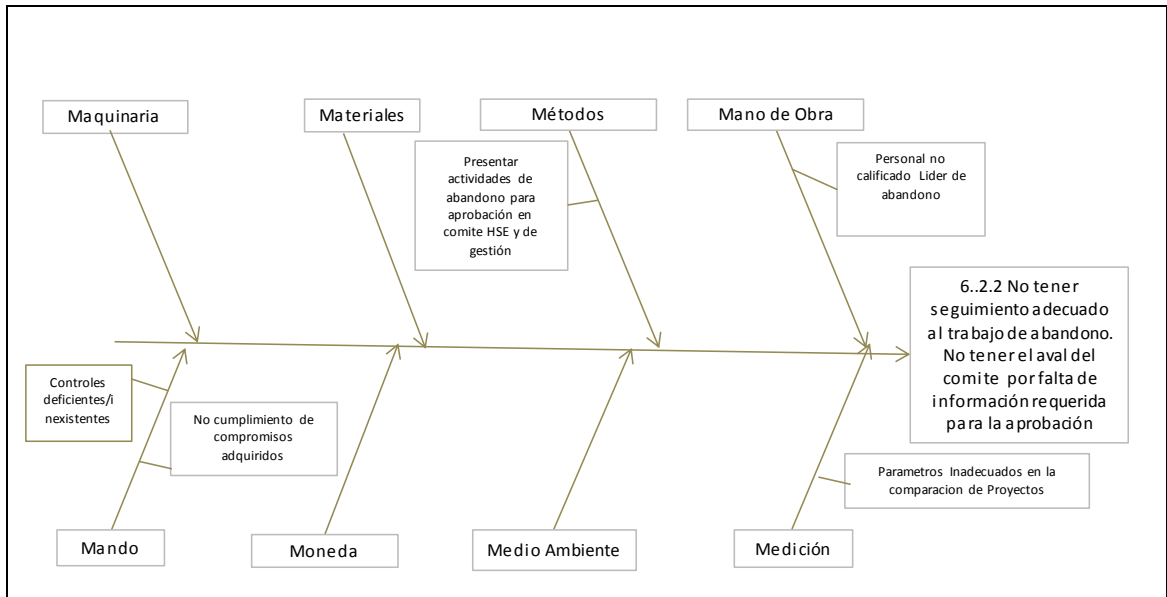 Maquinaria
Materiales
Métodos
Mano de Obra
Presentar
actividades de
abandono para
aprobación en
comite HSE y de
gestión
Personal no
calificado Lider de
abandono
6..2.2 No tener
seguimiento adecuado
al trabajo de abandono.
No tener el aval del
comite por falta de
información requerida
para la aprobación
Controles
deficientes/i
nexistentes
No cumplimiento de
compromisos
adquiridos
Parametros Inadecuados en la
comparacion de Proyectos
Mando
Moneda
Medio Ambiente
Medición